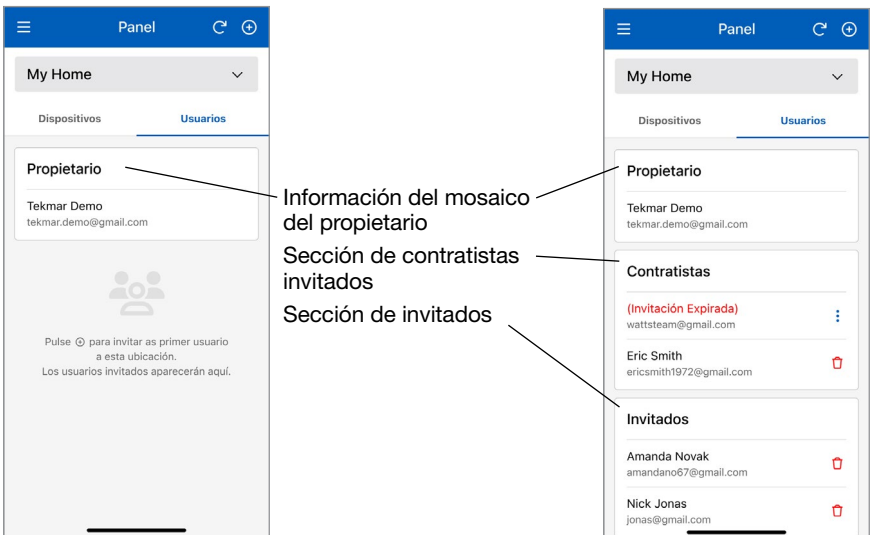 Panel
My Home
Dispositivos Usuarios
Propietario
Tekmar Demo
tekmar.demo@gmail.com
Pulse ⊕ para invitar as primer usuario
a esta ubicación.
Los usuarios invitados aparecerán aquí.
Información del mosaico
del propietario
Sección de contratistas
invitados
Sección de invitados
Panel
My Home
Dispositivos Usuarios
Propietario
Tekmar Demo
tekmar.demo@gmail.com
Contratistas
(Invitación Expirada)
wattsteam@gmail.com
Eric Smith
ericsmith1972@gmail.com
Invitados
Amanda Novak
amandano67@gmail.com
Nick Jonas
jonas@gmail.com